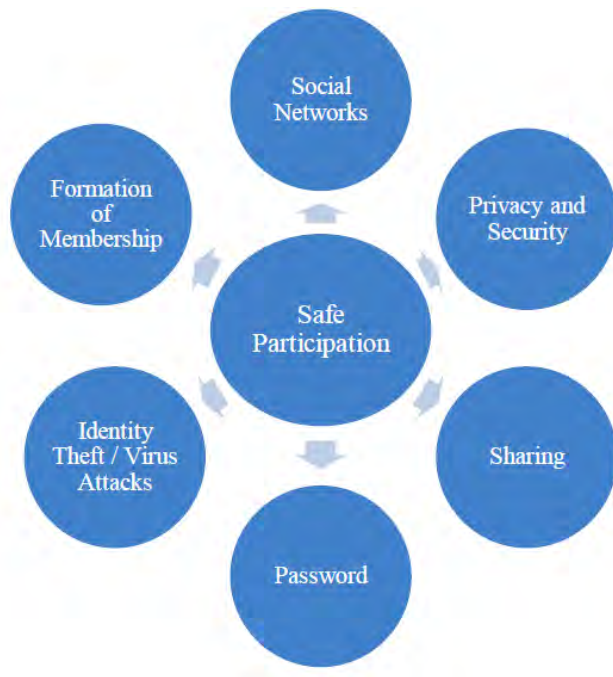 Social
Networks
Privacy and
Security
Sharing
Password
Identity
Theft / Virus
Attacks
Formation
of
Membership
Safe
Participation